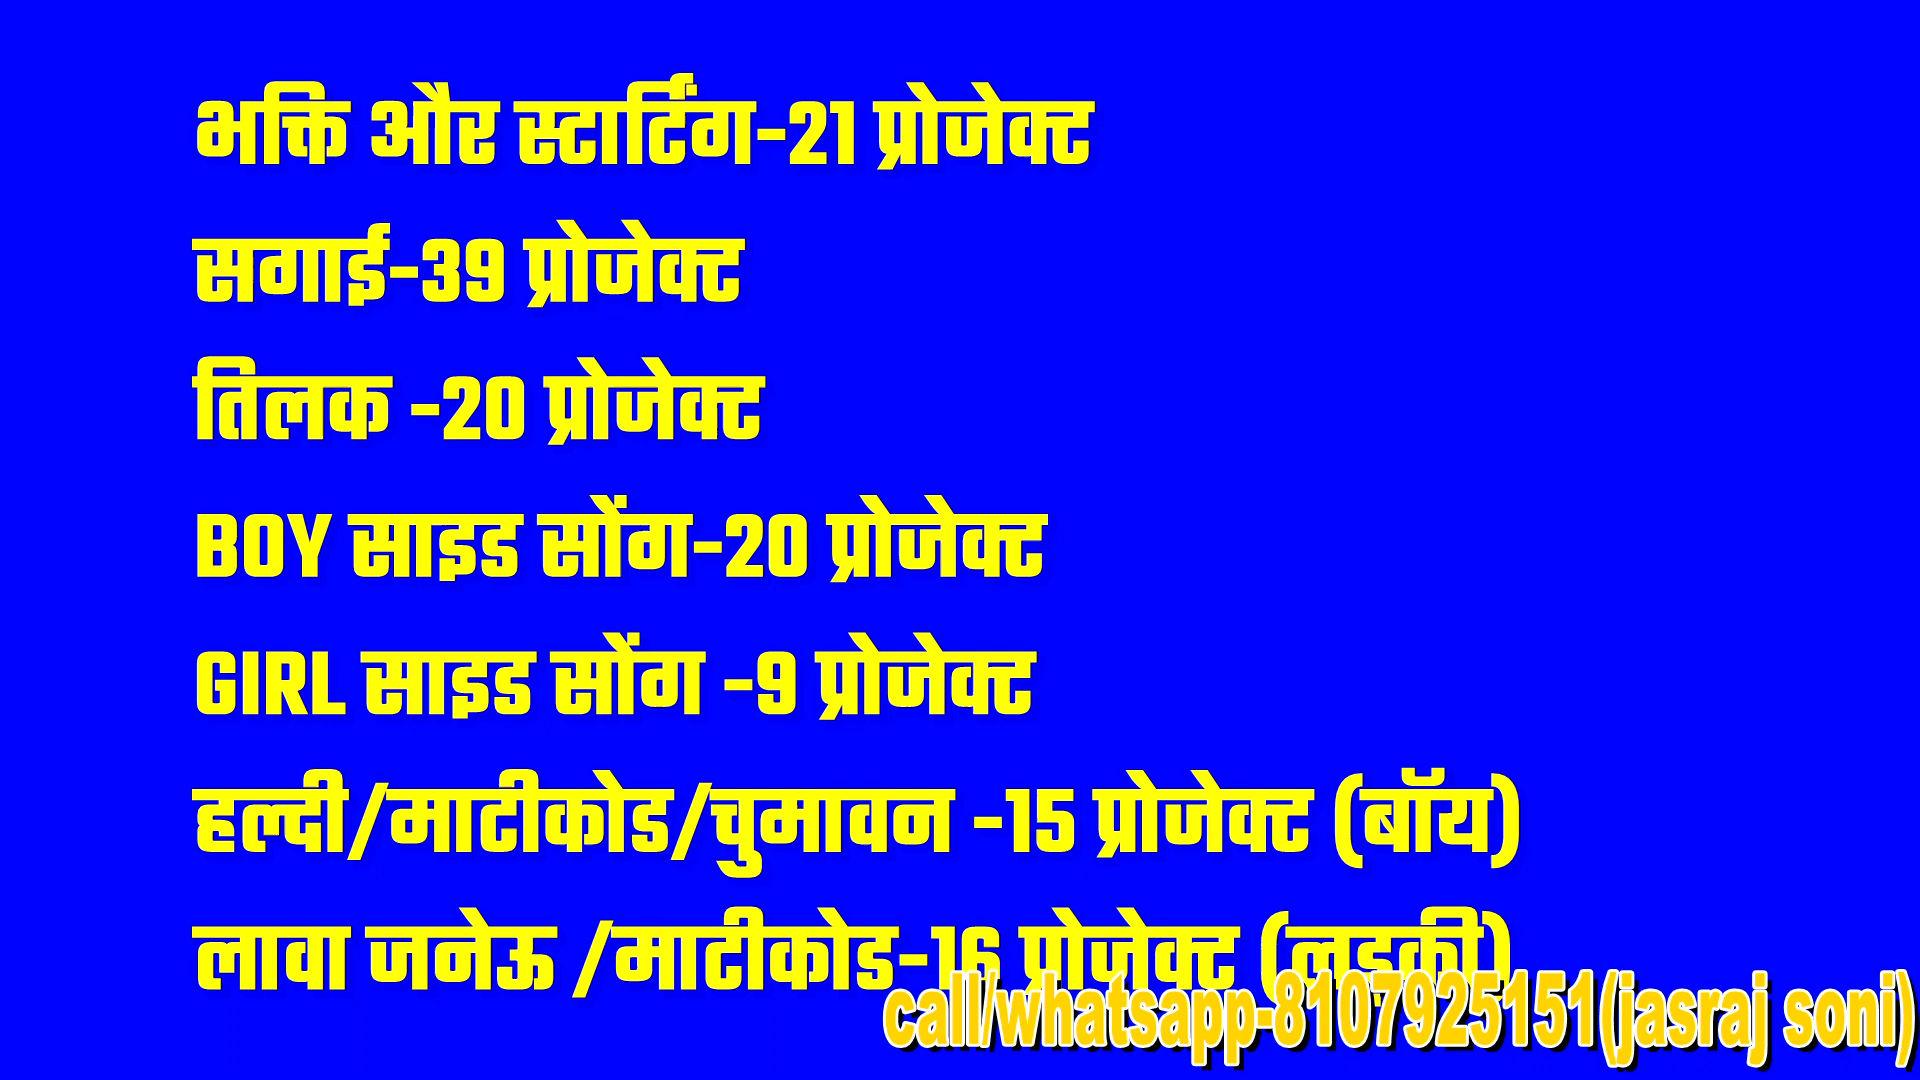 भक्ति और स्टार्टिंग-21 प्रोजेक्ट
सगाई-39 प्रोजेक्ट
तिलक -20 प्रोजेक्ट
BOY साइड सोंग-20 प्रोजेक्ट
GIRL साइड सोंग -9 प्रोजेक्ट
हल्दी/माटीकोड/चुमावन -15 प्रोजेक्ट (बॉय)
लावा जनेऊ /माटीकोड-16 प्रोजेक्ट (लड़की)
call/whatsapp-8107925151(jasraj soni)